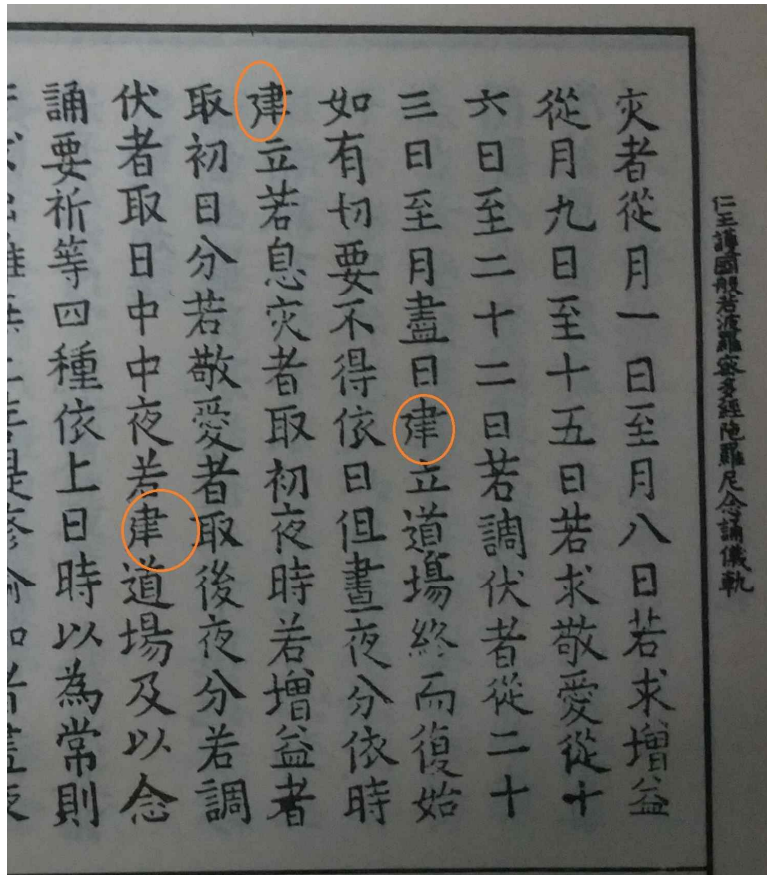 仁王護國般若波羅蜜多經陀羅尼念誦儀軌
灾者從月一日至月八日若求增益
從月九日至十五日若求敬愛從十
六日至二十二日若調伏者從二十
三日至月盡日建立道塲終而復始
如有切要不得依日但晝夜分依時
建立若息灾者取初夜時若增益者
取初日分若敬愛者取後夜分若調
伏者取日中中夜若建道場及以念
誦要祈等四種依上日時以為常則